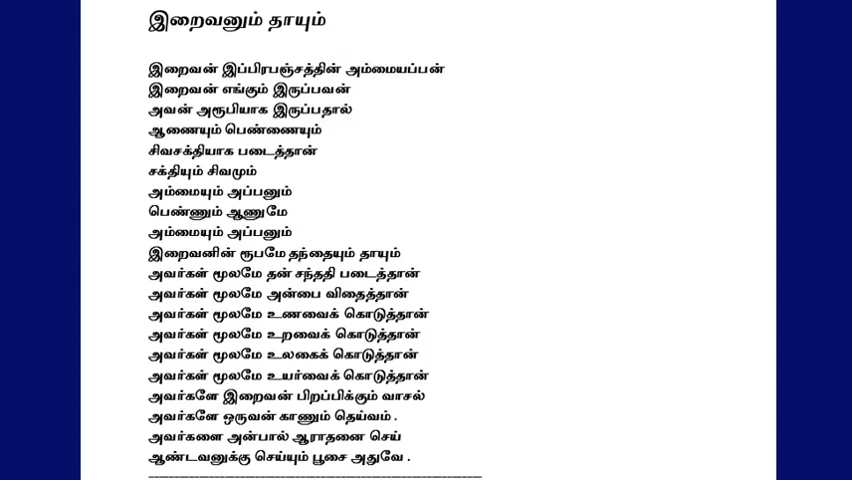 இறைவனும் தாயும்
இறைவன் இப்பிரபஞ்சத்தின் அம்மையப்பன்
இறைவன் எங்கும் இருப்பவன்
அவன் அரூபியாக இருப்பதால்
ஆணையும் பெண்ணையும்
சிவசக்தியாக படைத்தான்
சக்தியும் சிவமும்
அம்மையும் அப்பனும்
பெண்ணும் ஆணுமே
அம்மையும் அப்பனும்
இறைவனின் ரூபமே தந்தையும் தாயும்
அவர்கள் மூலமே தன் சந்ததி படைத்தான்
அவர்கள் மூலமே அன்பை விதைத்தான்
அவர்கள் மூலமே உணவைக் கொடுத்தான்
அவர்கள் மூலமே உறவைக் கொடுத்தான்
அவர்கள் மூலமே உலகைக் கொடுத்தான்
அவர்கள் மூலமே உயர்வைக் கொடுத்தான்
அவர்களே இறைவன் பிறப்பிக்கும் வாசல்
அவர்களே ஒருவன் காணும் தெய்வம் .
அவர்களை அன்பால் ஆராதனை செய்
ஆண்டவனுக்கு செய்யும் பூசை அதுவே .